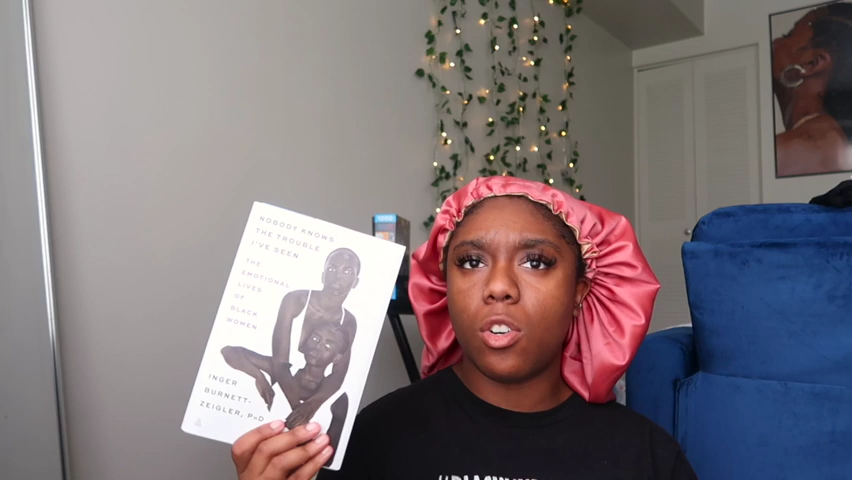 NOBODY KNOWS
THE TROUBLE
I'VE SEEN
THE
EMOTIONAL
LIVES
OF
BLACK
WOMEN
INGER
BURNETT-
ZEIGLER, PhD